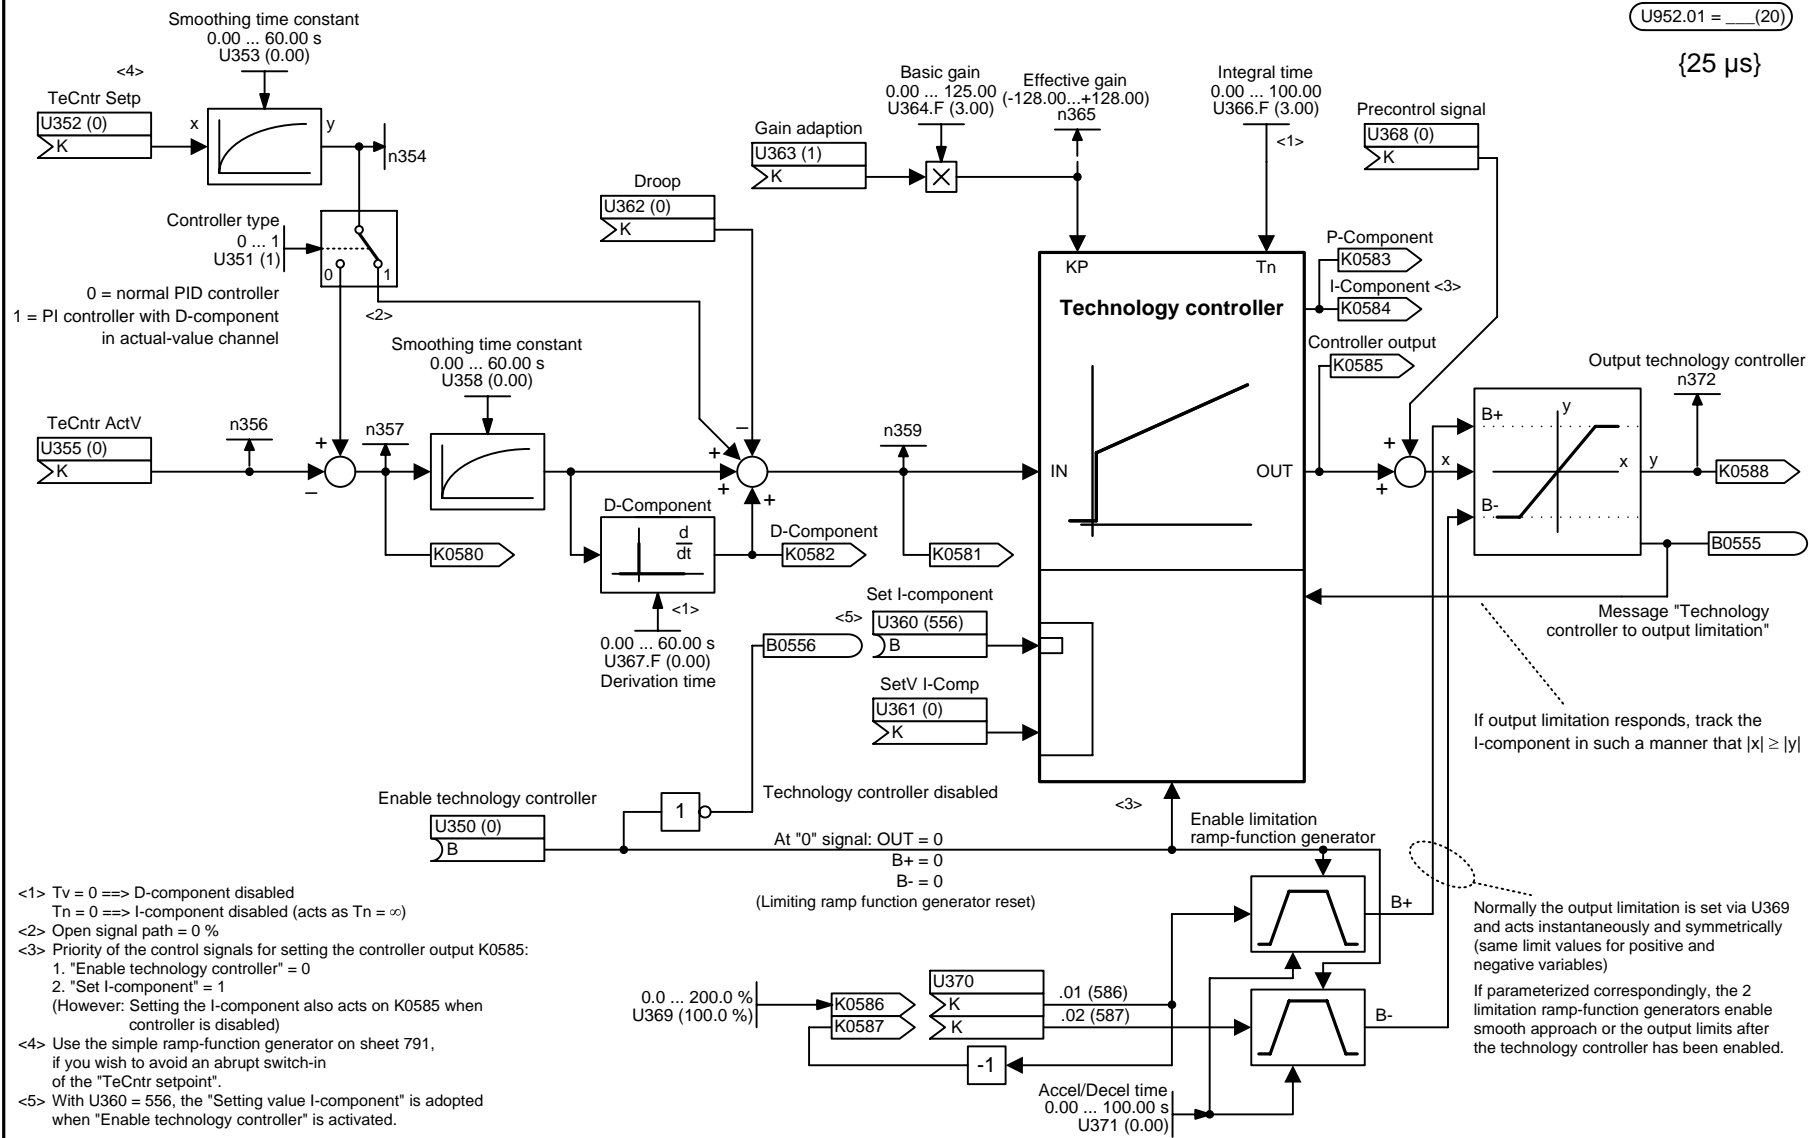 U952.01 = ___(20)
{25 µs}
Smoothing time constant
0.00 ... 60.00 s
U353 (0.00)
<4>
TeCntr Setp
U352 (0)
K
x
y
n354
Controller type
0 ... 1
U351 (1)
0
1
<2>
0 = normal PID controller
1 = PI controller with D-component
in actual-value channel
Droop
U362 (0)
K
Gain adaption
U363 (1)
K
Basic gain
0.00 ... 125.00
U364.F (3.00)
Effective gain
(-128.00...+128.00)
n365
Integral time
0.00 ... 100.00
U366.F (3.00)
<1>
Precontrol signal
U368 (0)
K
TeCntr ActV
U355 (0)
K
n356
+
–
n357
K0580
Smoothing time constant
0.00 ... 60.00 s
U358 (0.00)
D-Component
d
dt
<1>
0.00 ... 60.00 s
U367.F (0.00)
Derivation time
D-Component
K0582
–
+
+
+
n359
K0581
KP
Tn
Technology controller
IN
OUT
P-Component
K0583
I-Component <3>
K0584
Controller output
K0585
+
+
x
B+
B-
y
x
y
Output technology controller
n372
K0588
B0555
Message "Technology
controller to output limitation"
If output limitation responds, track the
I-component in such a manner that |x| ≥ |y|
Set I-component
<5>
U360 (556)
B
B0556
SetV I-Comp
U361 (0)
K
Enable technology controller
U350 (0)
B
1
Technology controller disabled
<3>
At "0" signal: OUT = 0
B+ = 0
B- = 0
(Limiting ramp function generator reset)
Enable limitation
ramp-function generator
B+
B-
Normally the output limitation is set via U369
and acts instantaneously and symmetrically
(same limit values for positive and
negative variables)
If parameterized correspondingly, the 2
limitation ramp-function generators enable
smooth approach or the output limits after
the technology controller has been enabled.
0.0 ... 200.0 %
U369 (100.0 %)
K0586
K0587
U370
K
K
.01 (586)
.02 (587)
-1
Accel/Decel time
0.00 ... 100.00 s
U371 (0.00)
<1> Tv = 0 ==> D-component disabled
Tn = 0 ==> I-component disabled (acts as Tn = ∞)
<2> Open signal path = 0 %
<3> Priority of the control signals for setting the controller output K0585:
1. "Enable technology controller" = 0
2. "Set I-component" = 1
(However: Setting the I-component also acts on K0585 when
controller is disabled)
<4> Use the simple ramp-function generator on sheet 791,
if you wish to avoid an abrupt switch-in
of the "TeCntr setpoint".
<5> With U360 = 556, the "Setting value I-component" is adopted
when "Enable technology controller" is activated.